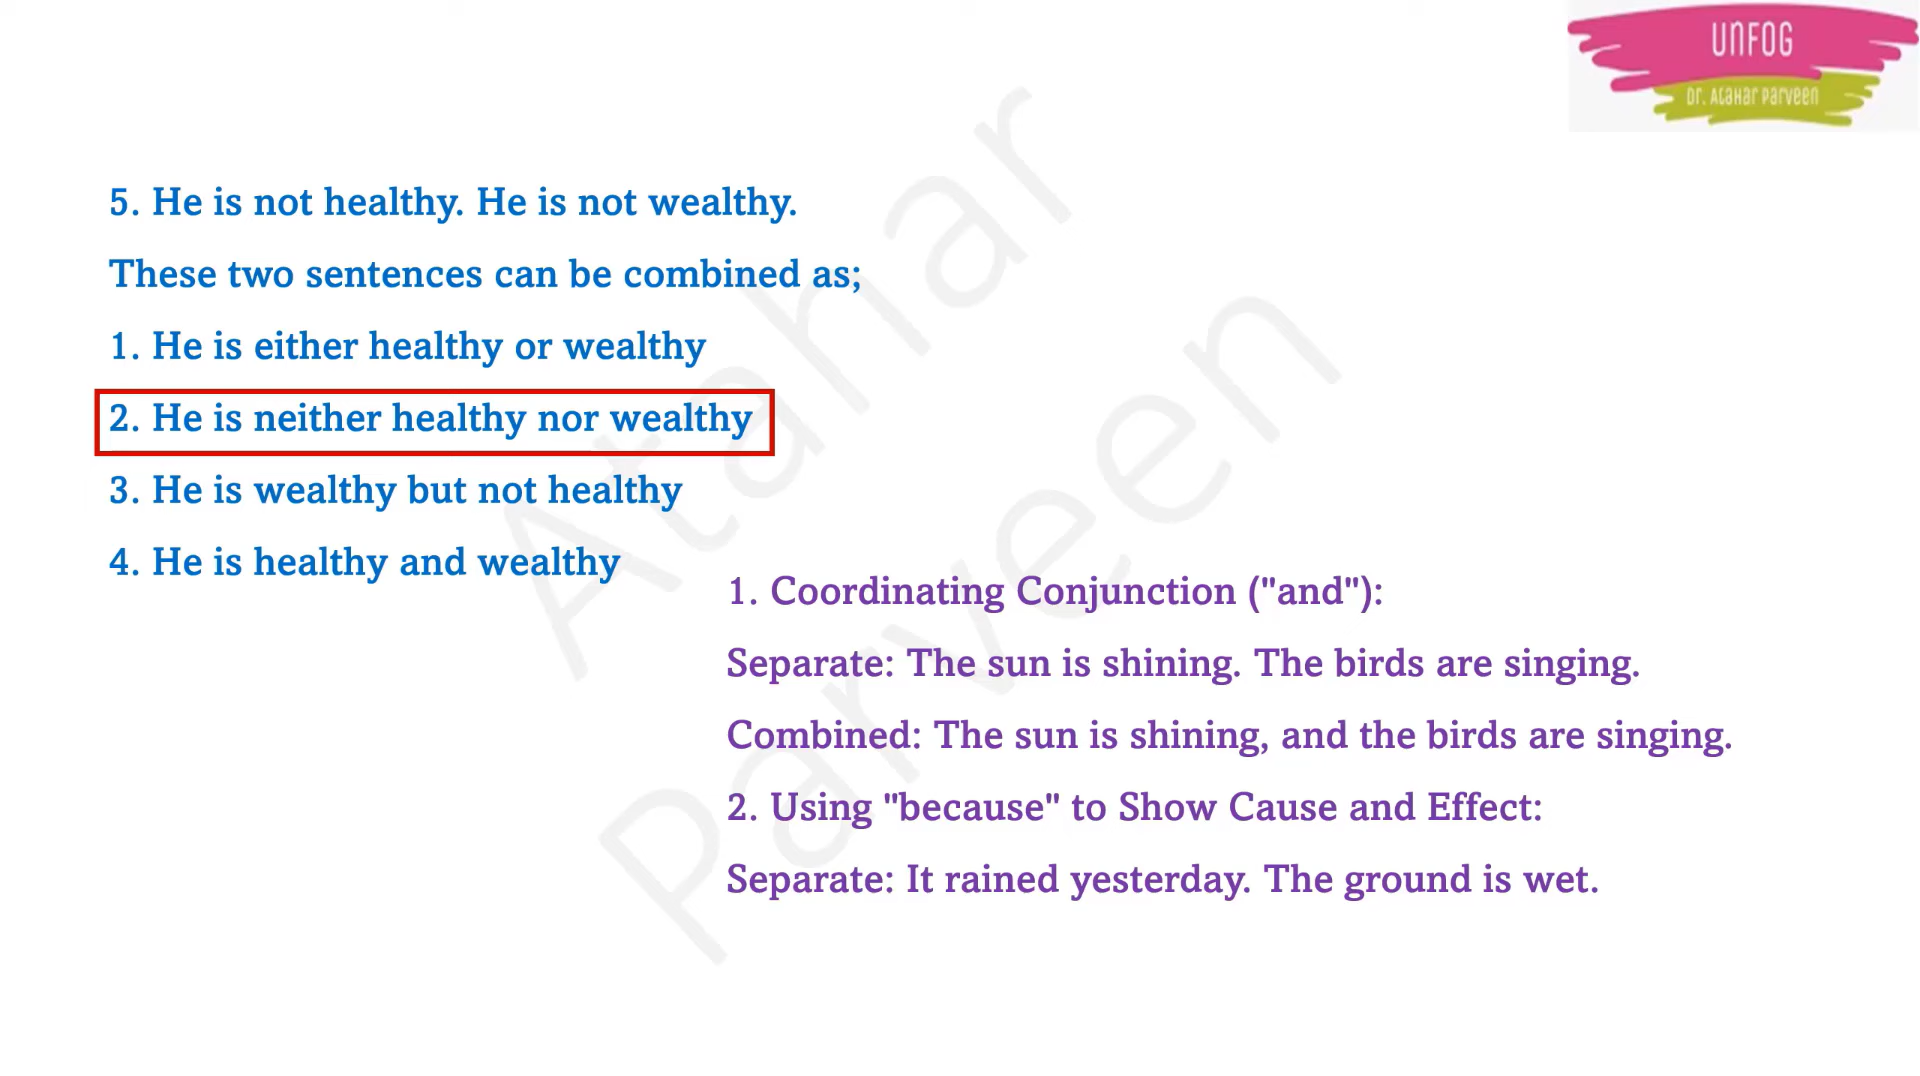 UNFOG
Dr. Atahar Parveen
5. He is not healthy. He is not wealthy.
These two sentences can be combined as;
1. He is either healthy or wealthy
2. He is neither healthy nor wealthy
3. He is wealthy but not healthy
4. He is healthy and wealthy
1. Coordinating Conjunction ("and"):
Separate: The sun is shining. The birds are singing.
Combined: The sun is shining, and the birds are singing.
2. Using "because" to Show Cause and Effect:
Separate: It rained yesterday. The ground is wet.
Atahar
Parveen